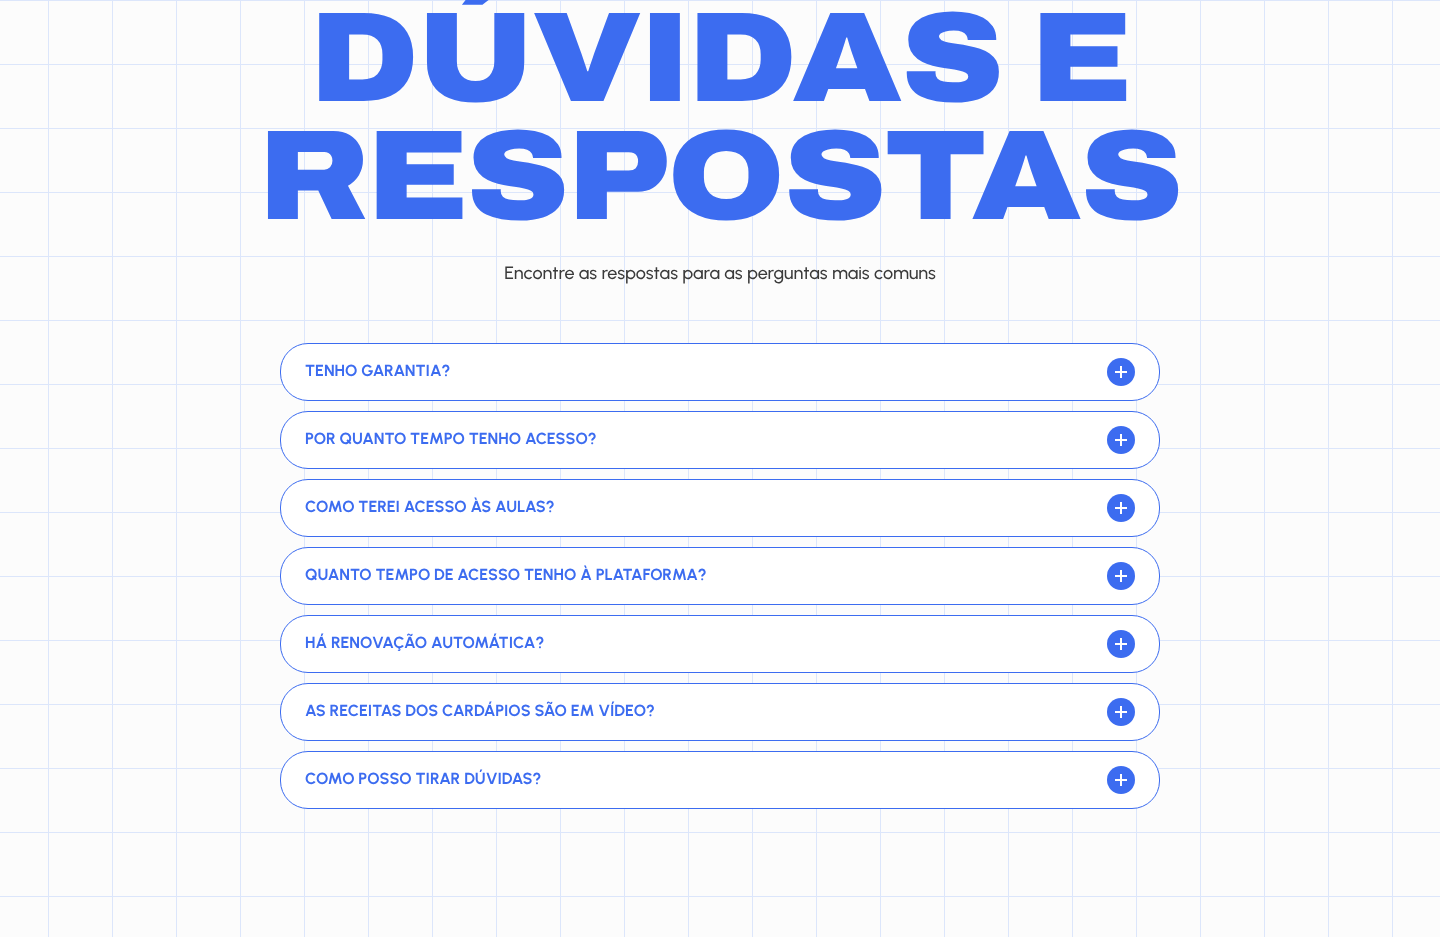 DÚVIDAS E
RESPOSTAS
Encontre as respostas para as perguntas mais comuns
TENHO GARANTIA?
POR QUANTO TEMPO TENHO ACESSO?
COMO TEREI ACESSO ÀS AULAS?
QUANTO TEMPO DE ACESSO TENHO À PLATAFORMA?
HÁ RENOVAÇÃO AUTOMÁTICA?
AS RECEITAS DOS CARDÁPIOS SÃO EM VÍDEO?
COMO POSSO TIRAR DÚVIDAS?